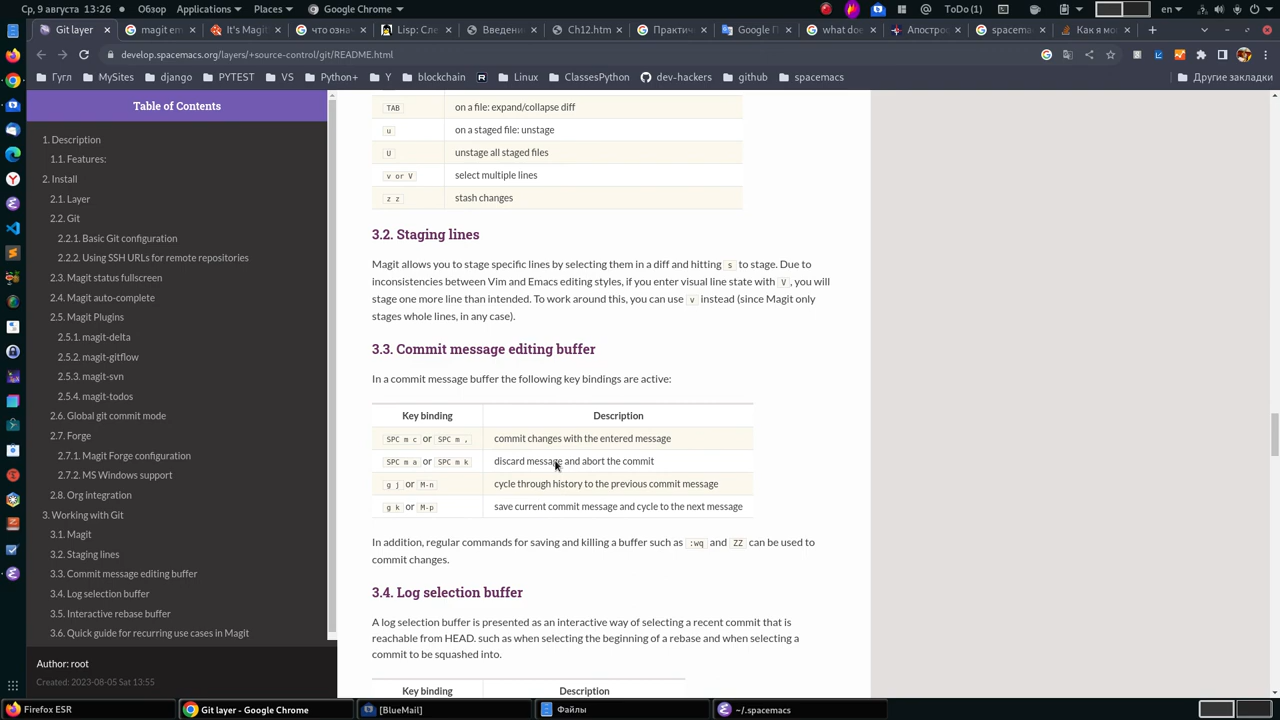 Ср, 9 августа 13:26
Обзор
Applications
Places
Google Chrome
ToDo(1)
en
Git layer
magit em
It's Magit
что означ
Lisp: Сле
Введени
Ch12.htm
Практич
Google П
what doe
Апостро
spacema
Как я мо
develop.spacemacs.org/layers/+source-control/git/README.html
Гугл
MySites
django
PYTEST
VS
Python+
Y
blockchain
Linux
ClassesPython
dev-hackers
github
spacemacs
Другие закладки
Table of Contents
1. Description
1.1. Features:
2. Install
2.1. Layer
2.2. Git
2.2.1. Basic Git configuration
2.2.2. Using SSH URLs for remote repositories
2.3. Magit status fullscreen
2.4. Magit auto-complete
2.5. Magit Plugins
2.5.1. magit-delta
2.5.2. magit-gitflow
2.5.3. magit-svn
2.5.4. magit-todos
2.6. Global git commit mode
2.7. Forge
2.7.1. Magit Forge configuration
2.7.2. MS Windows support
2.8. Org integration
3. Working with Git
3.1. Magit
3.2. Staging lines
3.3. Commit message editing buffer
3.4. Log selection buffer
3.5. Interactive rebase buffer
3.6. Quick guide for recurring use cases in Magit
Author: root
Created: 2023-08-05 Sat 13:55
TAB on a file: expand/collapse diff
u on a staged file: unstage
U unstage all staged files
v or V select multiple lines
z z stash changes
3.2. Staging lines
Magit allows you to stage specific lines by selecting them in a diff and hitting s to stage. Due to
inconsistencies between Vim and Emacs editing styles, if you enter visual line state with V, you will
stage one more line than intended. To work around this, you can use v instead (since Magit only
stages whole lines, in any case).
3.3. Commit message editing buffer
In a commit message buffer the following key bindings are active:
Key binding Description
SPC m c or SPC m , commit changes with the entered message
SPC m a or SPC m k discard message and abort the commit
g j or M-n cycle through history to the previous commit message
g k or M-p save current commit message and cycle to the next message
In addition, regular commands for saving and killing a buffer such as :wq and ZZ can be used to
commit changes.
3.4. Log selection buffer
A log selection buffer is presented as an interactive way of selecting a recent commit that is
reachable from HEAD. such as when selecting the beginning of a rebase and when selecting a
commit to be squashed into.
Key binding Description
Firefox ESR
Git layer - Google Chrome
[BlueMail]
Файлы
~/.spacemacs